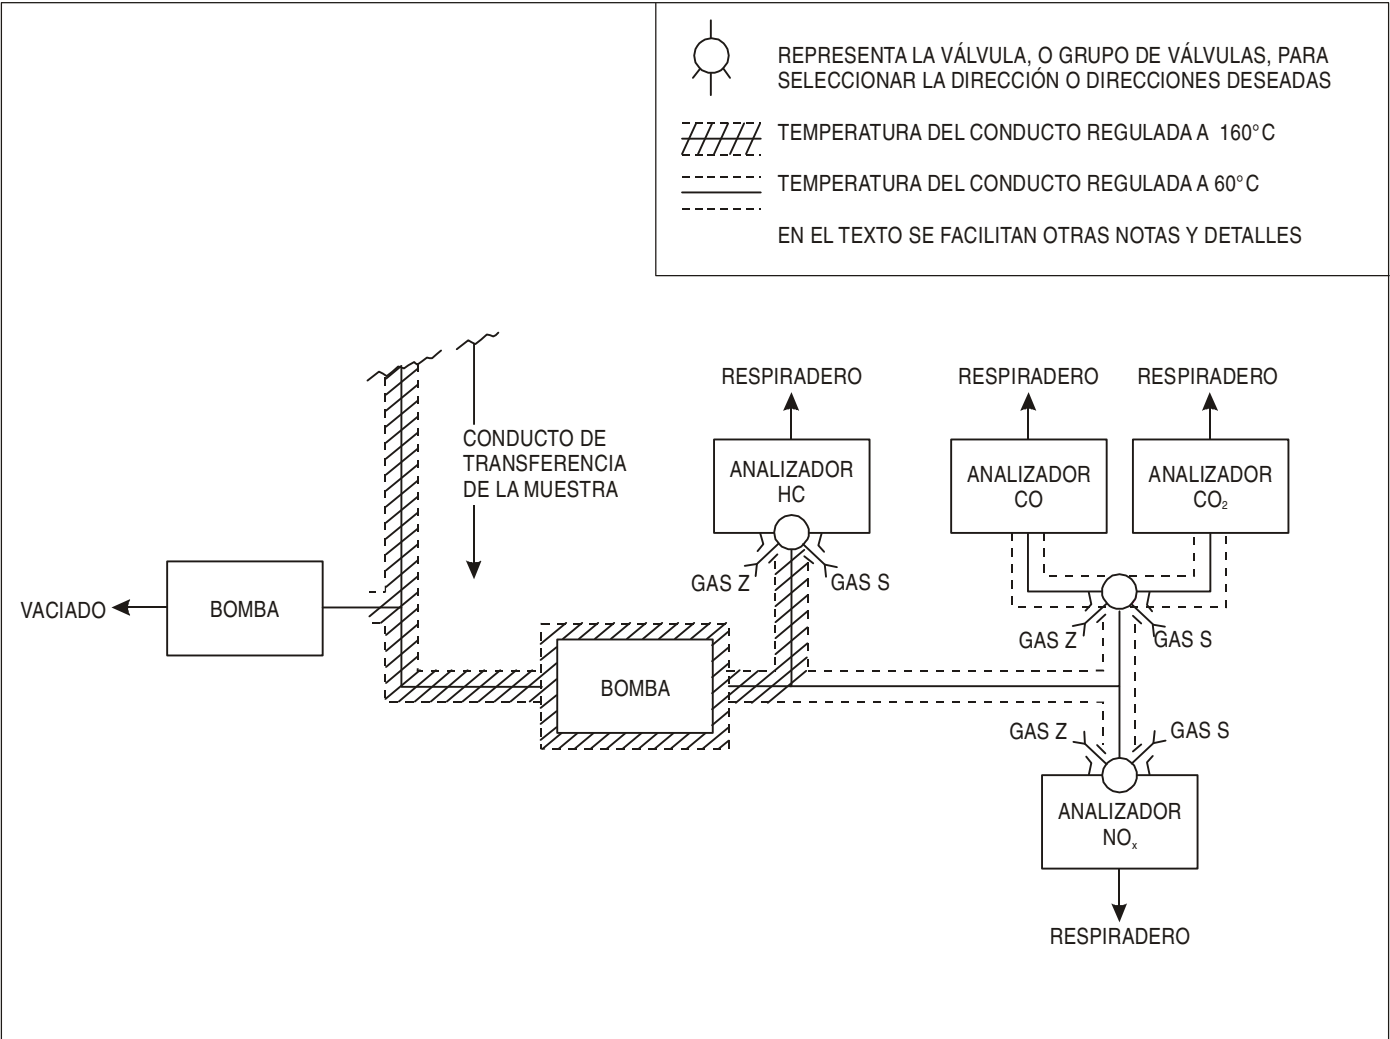 REPRESENTA LA VÁLVULA, O GRUPO DE VÁLVULAS, PARA
SELECCIONAR LA DIRECCIÓN O DIRECCIONES DESEADAS
TEMPERATURA DEL CONDUCTO REGULADA A 160°C
TEMPERATURA DEL CONDUCTO REGULADA A 60°C
EN EL TEXTO SE FACILITAN OTRAS NOTAS Y DETALLES
RESPIRADERO
RESPIRADERO
RESPIRADERO
CONDUCTO DE
TRANSFERENCIA
DE LA MUESTRA
ANALIZADOR
HC
ANALIZADOR
CO
ANALIZADOR
CO₂
GAS Z
GAS S
VACIADO
BOMBA
GAS Z
GAS S
BOMBA
GAS Z
GAS S
ANALIZADOR
NOₓ
RESPIRADERO